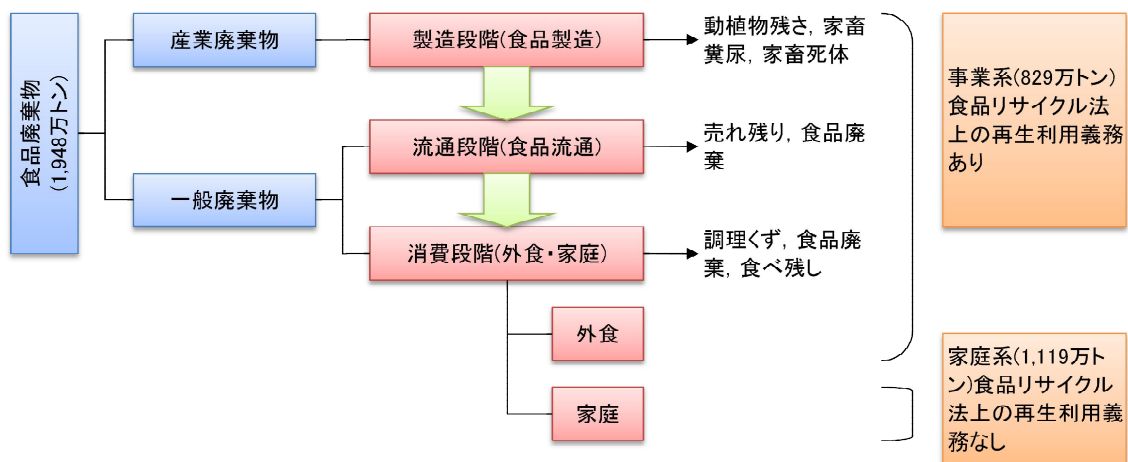 食品廃棄物
(1,948万トン)
産業廃棄物
一般廃棄物
製造段階(食品製造)
流通段階(食品流通)
消費段階(外食・家庭)
外食
家庭
動植物残さ, 家畜
糞尿, 家畜死体
売れ残り, 食品廃
棄
調理くず, 食品廃
棄, 食べ残し
事業系(829万トン)
食品リサイクル法
上の再生利用義務
あり
家庭系(1,119万ト
ン)食品リサイクル
法上の再生利用義
務なし